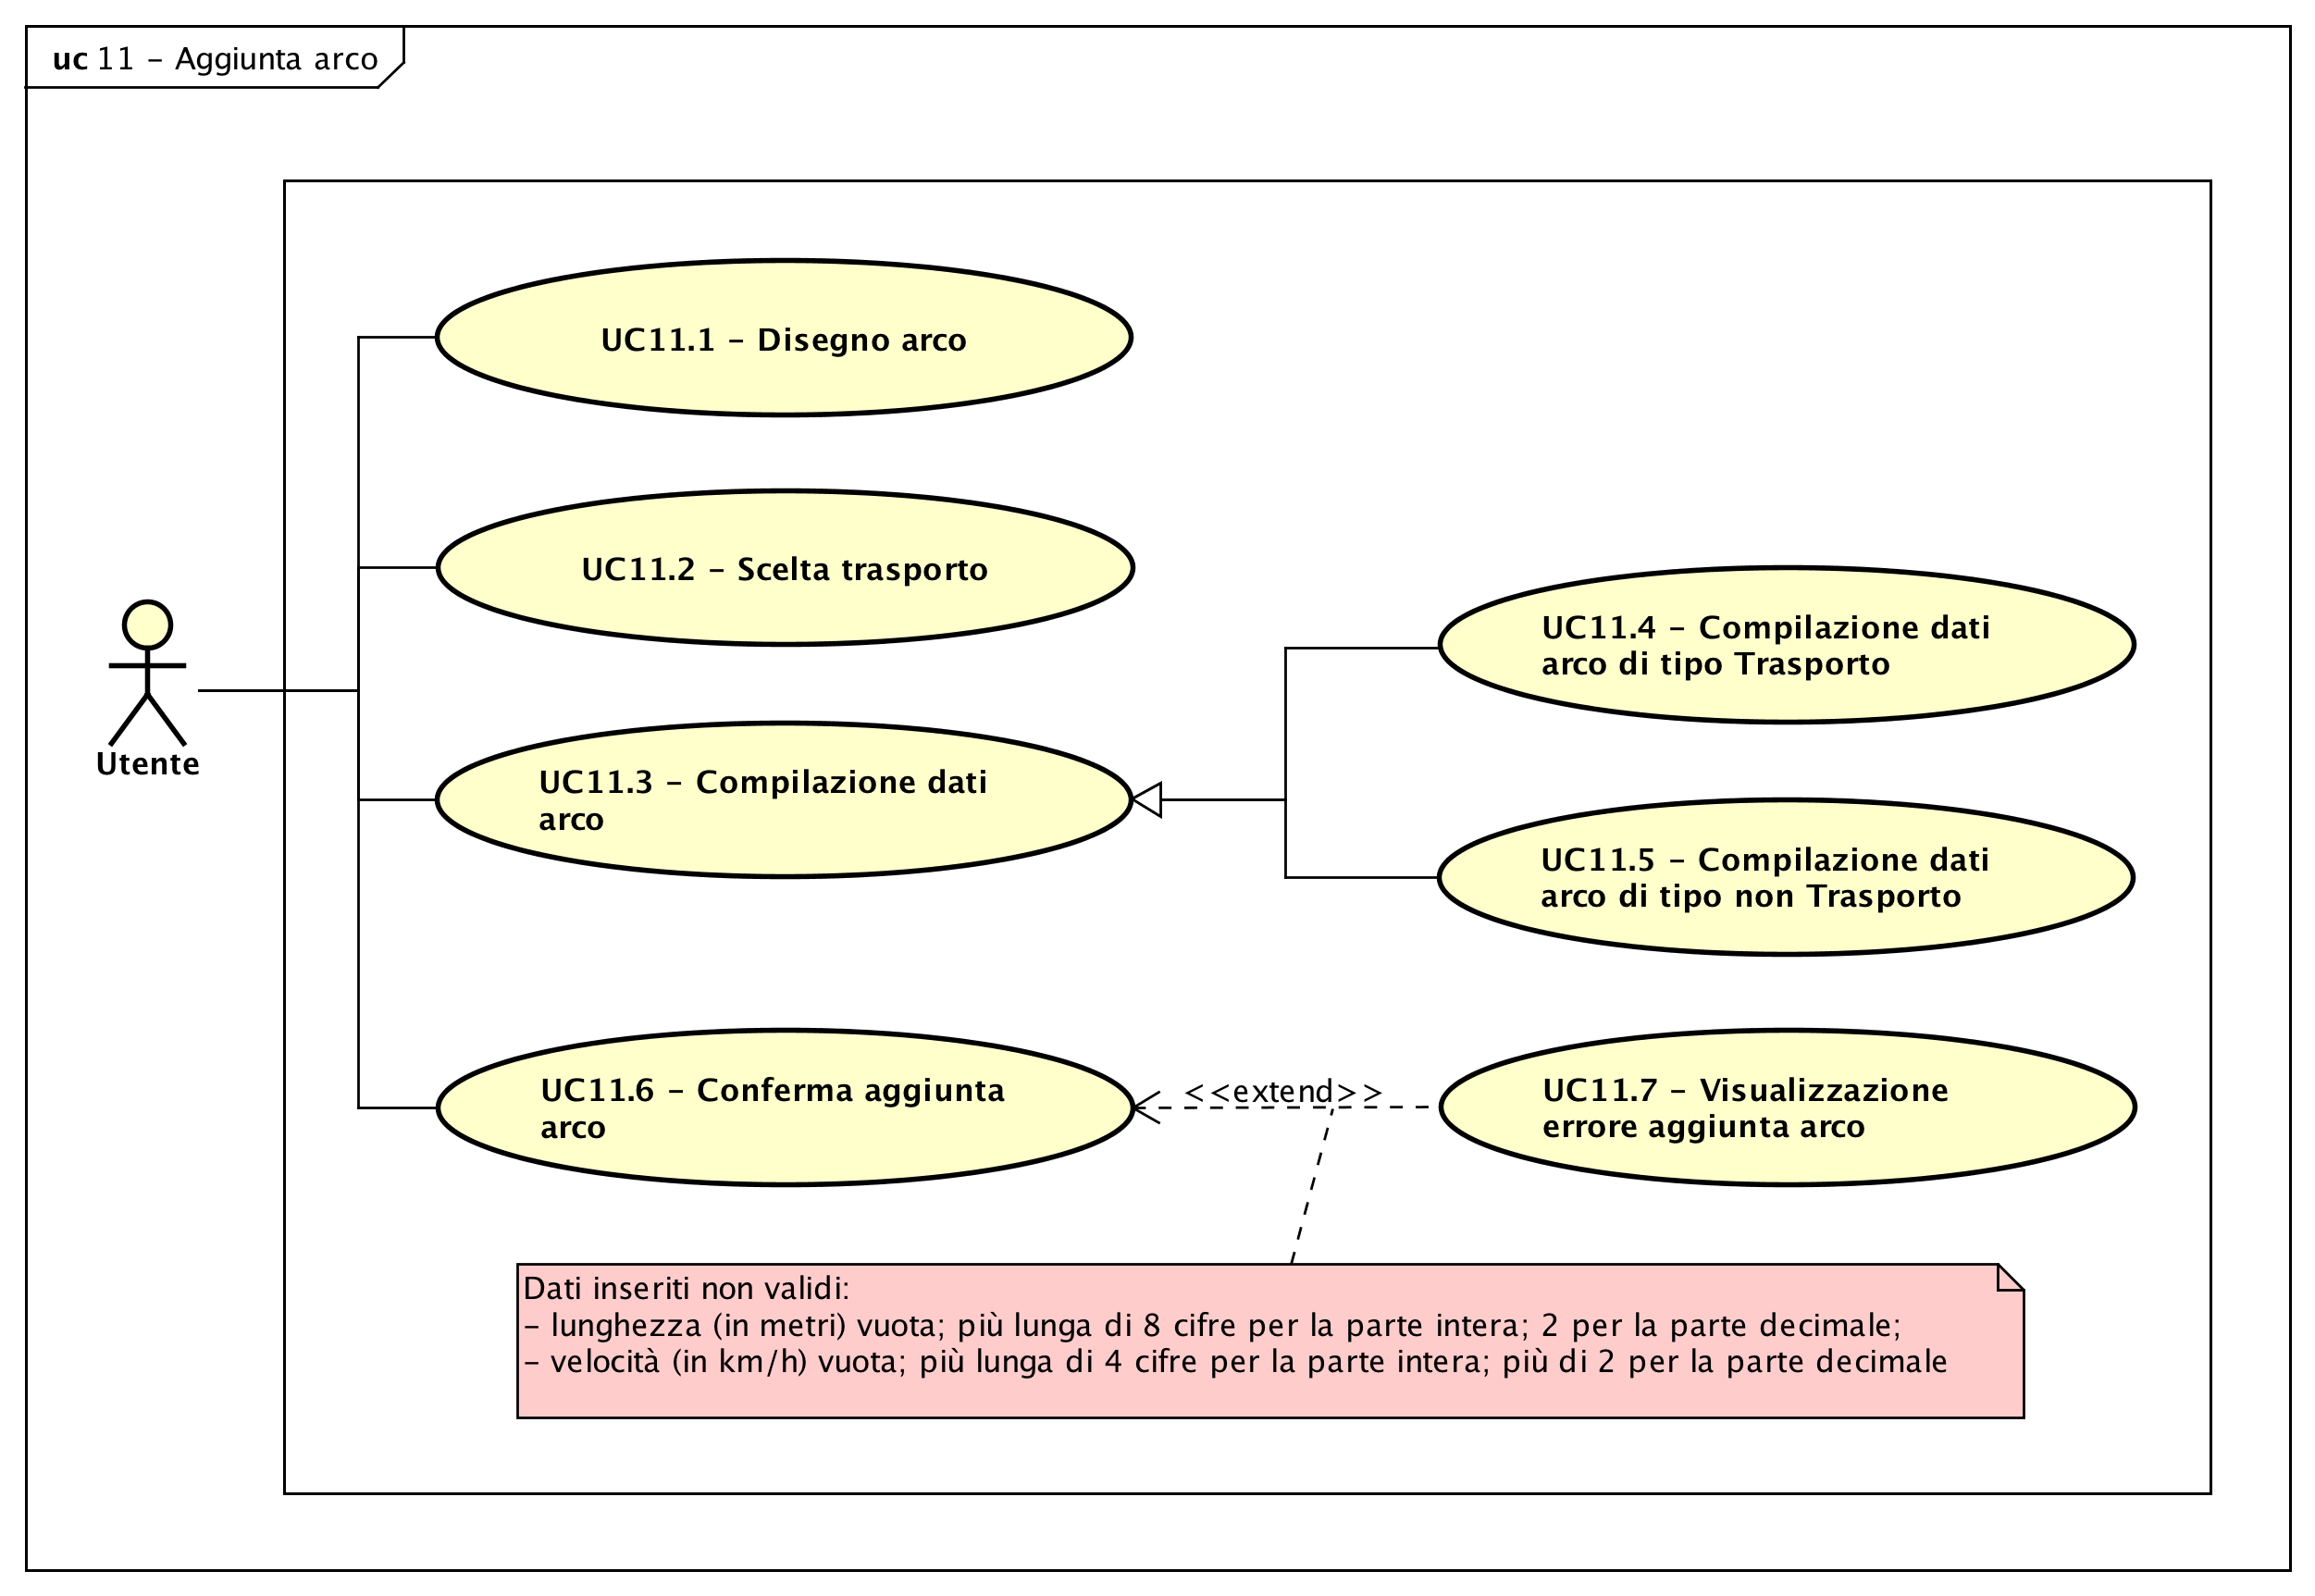 uc 11 – Aggiunta arco
UC11.1 – Disegno arco
UC11.2 – Scelta trasporto
UC11.4 – Compilazione dati
arco di tipo Trasporto
Utente
UC11.3 – Compilazione dati
arco
UC11.5 – Compilazione dati
arco di tipo non Trasporto
UC11.6 – Conferma aggiunta
arco
<<extend>>
UC11.7 – Visualizzazione
errore aggiunta arco
Dati inseriti non validi:
– lunghezza (in metri) vuota; più lunga di 8 cifre per la parte intera; 2 per la parte decimale;
– velocità (in km/h) vuota; più lunga di 4 cifre per la parte intera; più di 2 per la parte decimale